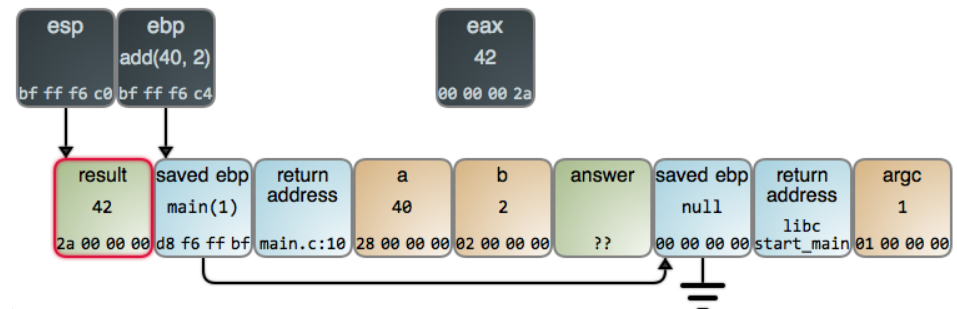 esp
bf ff f6 c0
ebp
add(40, 2)
bf ff f6 c4
eax
42
00 00 00 2a
result
42
2a 00 00 00
saved ebp
main(1)
d8 f6 ff bf
return
address
main.c:10
a
40
28 00 00 00
b
2
02 00 00 00
answer
??
saved ebp
null
00 00 00 00
return
address
libc
start_main
argc
1
01 00 00 00